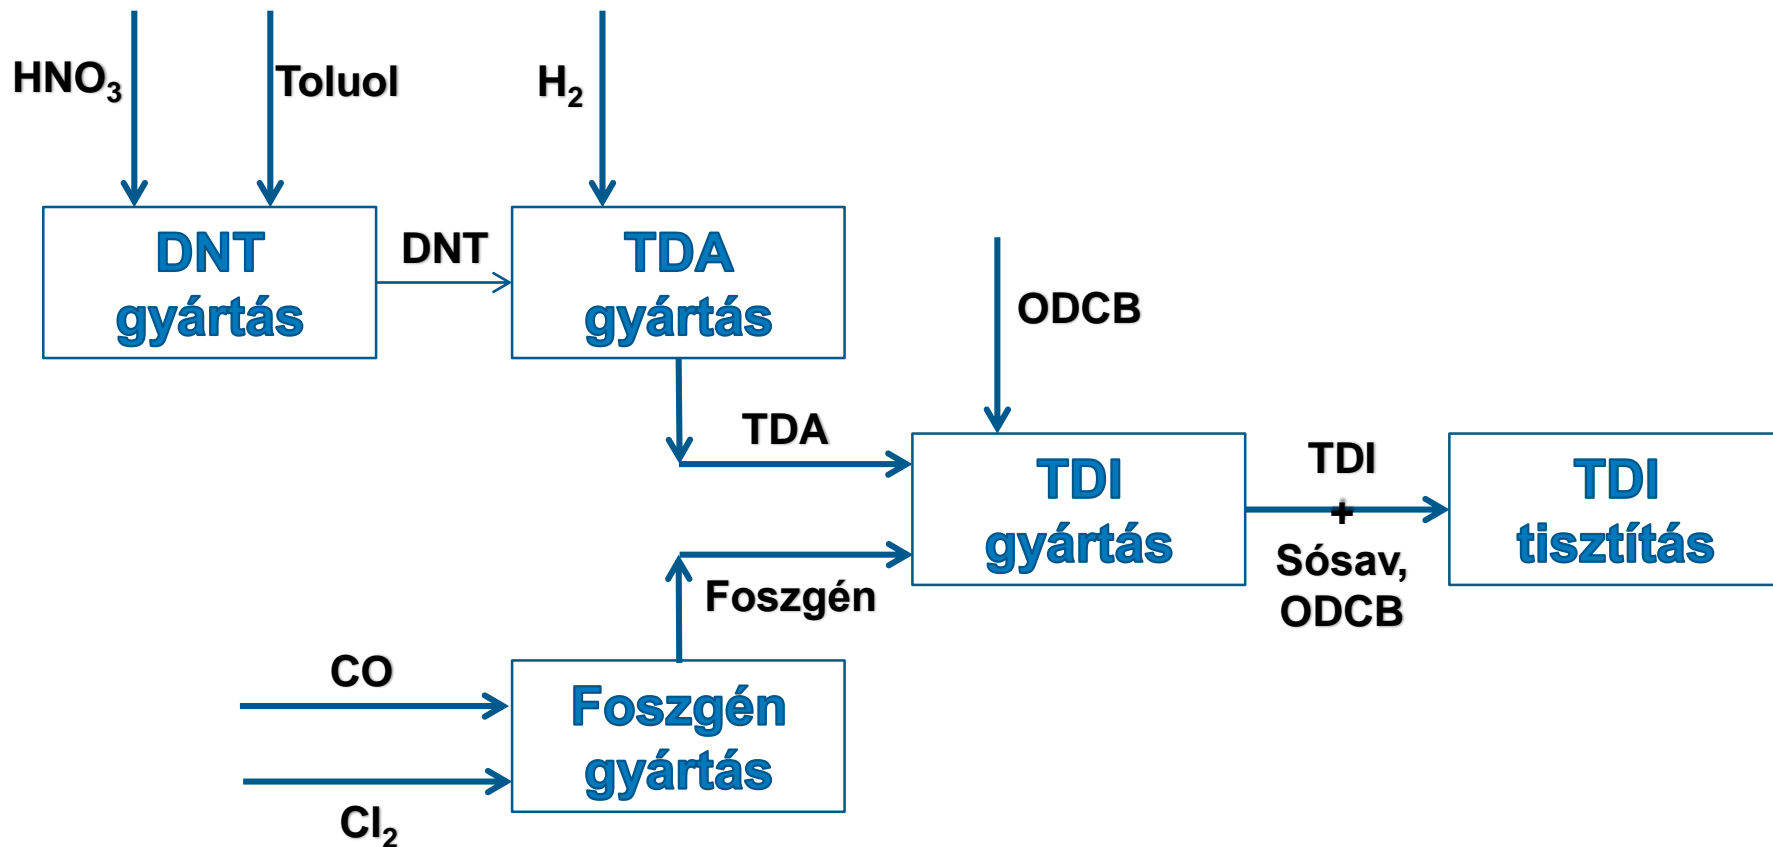 HNO₃
Toluol
H₂
DNT
gyártás
DNT
TDA
gyártás
ODCB
TDA
TDI
gyártás
TDI
+
Sósav,
ODCB
TDI
tisztítás
Foszgén
CO
Foszgén
gyártás
Cl₂